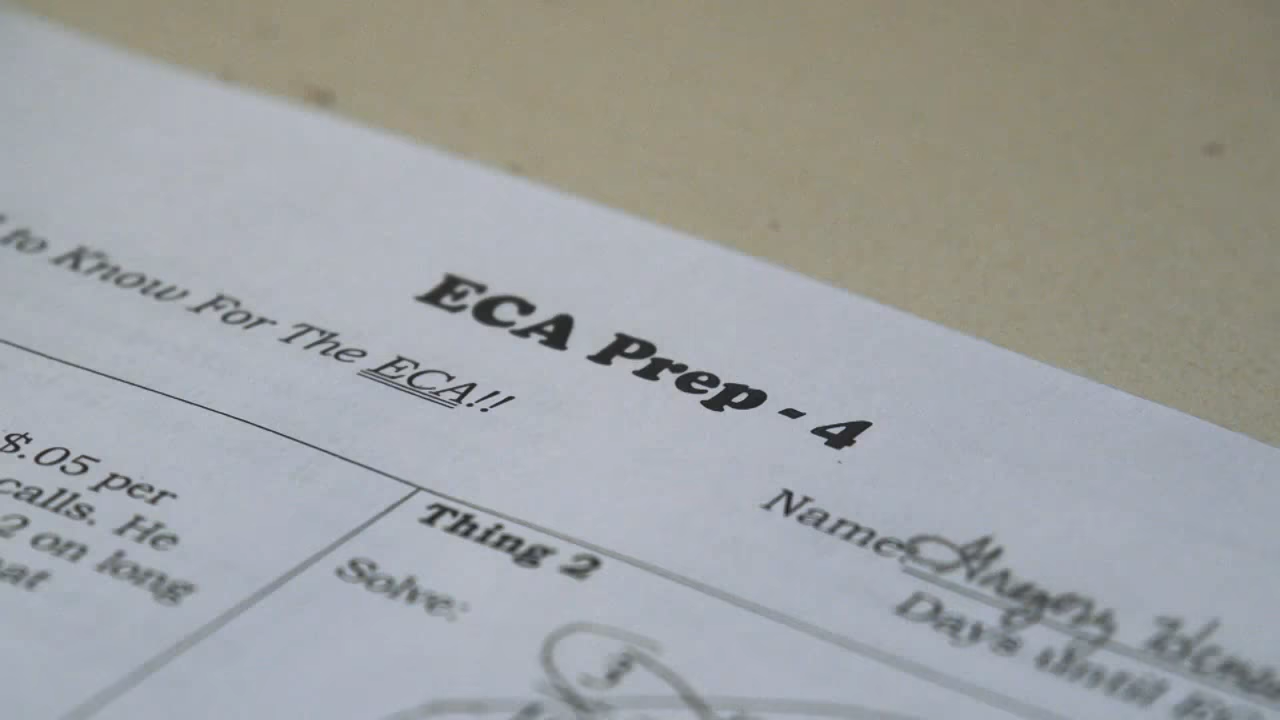 ECA Prep - 4
to Know For The ECA!!
Name
Days Until
$.05 per
calls. He
2 on long
Thing 2
Solve: